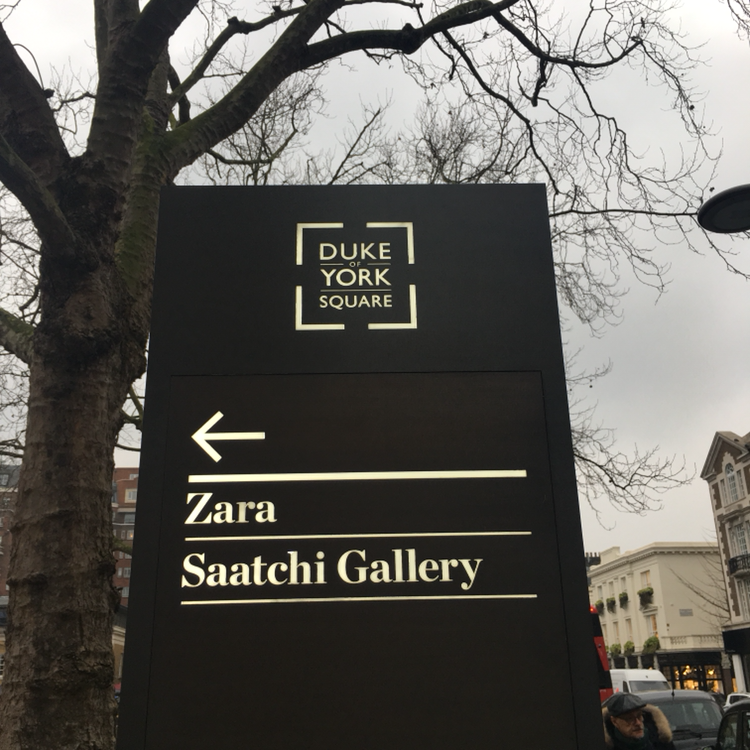 DUKE
OF
YORK
SQUARE
Zara
Saatchi Gallery